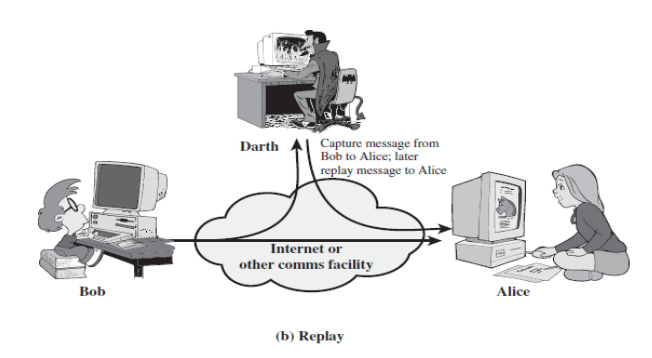 Darth
Capture message from
Bob to Alice; later
replay message to Alice
Internet or
other comms facility
Bob
Alice
(b) Replay